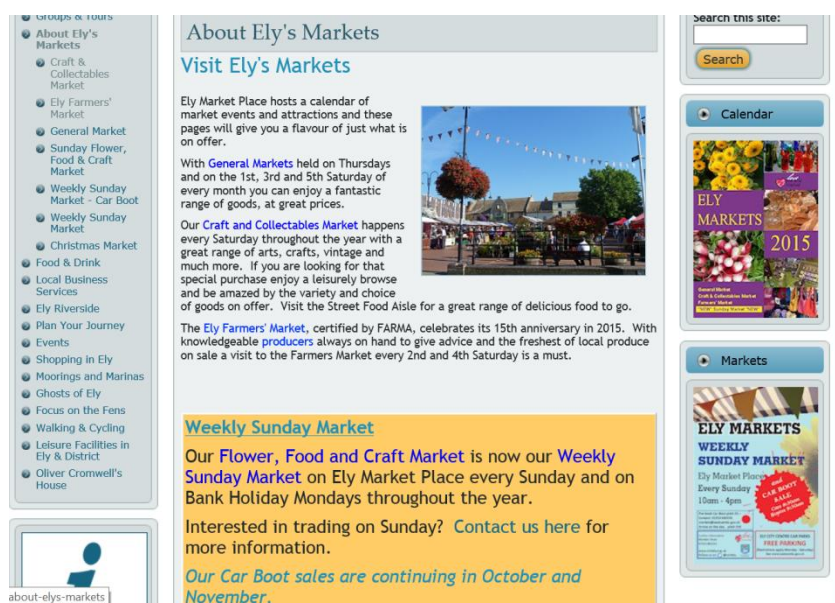 Groups & Tours
About Ely's
Markets
Craft &
Collectables
Market
Ely Farmers'
Market
General Market
Sunday Flower,
Food & Craft
Market
Weekly Sunday
Market - Car Boot
Weekly Sunday
Market
Christmas Market
Food & Drink
Local Business
Services
Ely Riverside
Plan Your Journey
Events
Shopping in Ely
Moorings and Marinas
Ghosts of Ely
Focus on the Fens
Walking & Cycling
Leisure Facilities in
Ely & District
Oliver Cromwell's
House
about-elys-markets
About Ely's Markets
Visit Ely's Markets
Ely Market Place hosts a calendar of
market events and attractions and these
pages will give you a flavour of just what is
on offer.
With General Markets held on Thursdays
and on the 1st, 3rd and 5th Saturday of
every month you can enjoy a fantastic
range of goods, at great prices.
Our Craft and Collectables Market happens
every Saturday throughout the year with a
great range of arts, crafts, vintage and
much more. If you are looking for that
special purchase enjoy a leisurely browse
and be amazed by the variety and choice
of goods on offer. Visit the Street Food Aisle for a great range of delicious food to go.
The Ely Farmers' Market, certified by FARMA, celebrates its 15th anniversary in 2015. With
knowledgeable producers always on hand to give advice and the freshest of local produce
on sale a visit to the Farmers Market every 2nd and 4th Saturday is a must.
Weekly Sunday Market
Our Flower, Food and Craft Market is now our Weekly
Sunday Market on Ely Market Place every Sunday and on
Bank Holiday Mondays throughout the year.
Interested in trading on Sunday? Contact us here for
more information.
Our Car Boot sales are continuing in October and
November.
Search this site:
Search
Calendar
ELY
MARKETS
2015
General Market
Craft & Collectables Market
Farmers' Market
*NEW* Sunday Market *NEW*
Markets
ELY MARKETS
WEEKLY
SUNDAY MARKET
Ely Market Place
Every Sunday
10am - 4pm
and
CAR BOOT
SALE
FREE PARKING